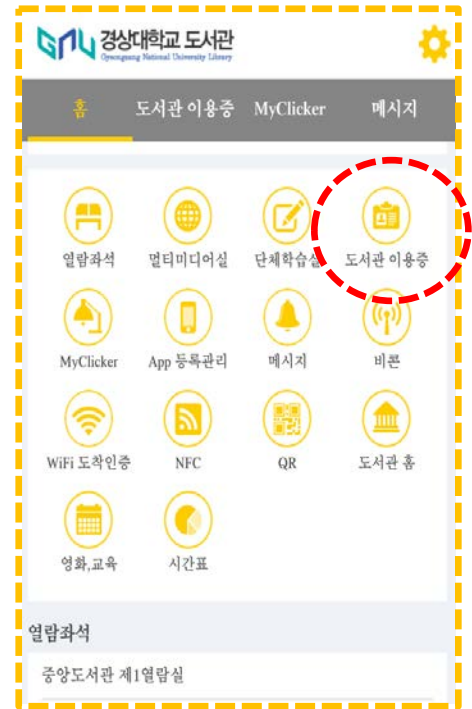 GNU 경상대학교 도서관
Gyeongsang National University Library
홈 도서관 이용증 MyClicker 메시지
열람좌석 멀티미디어실 단체학습실 도서관 이용증
MyClicker App 등록관리 메시지 비콘
WiFi 도착인증 NFC QR 도서관 홈
영화,교육 시간표
열람좌석
중앙도서관 제1열람실